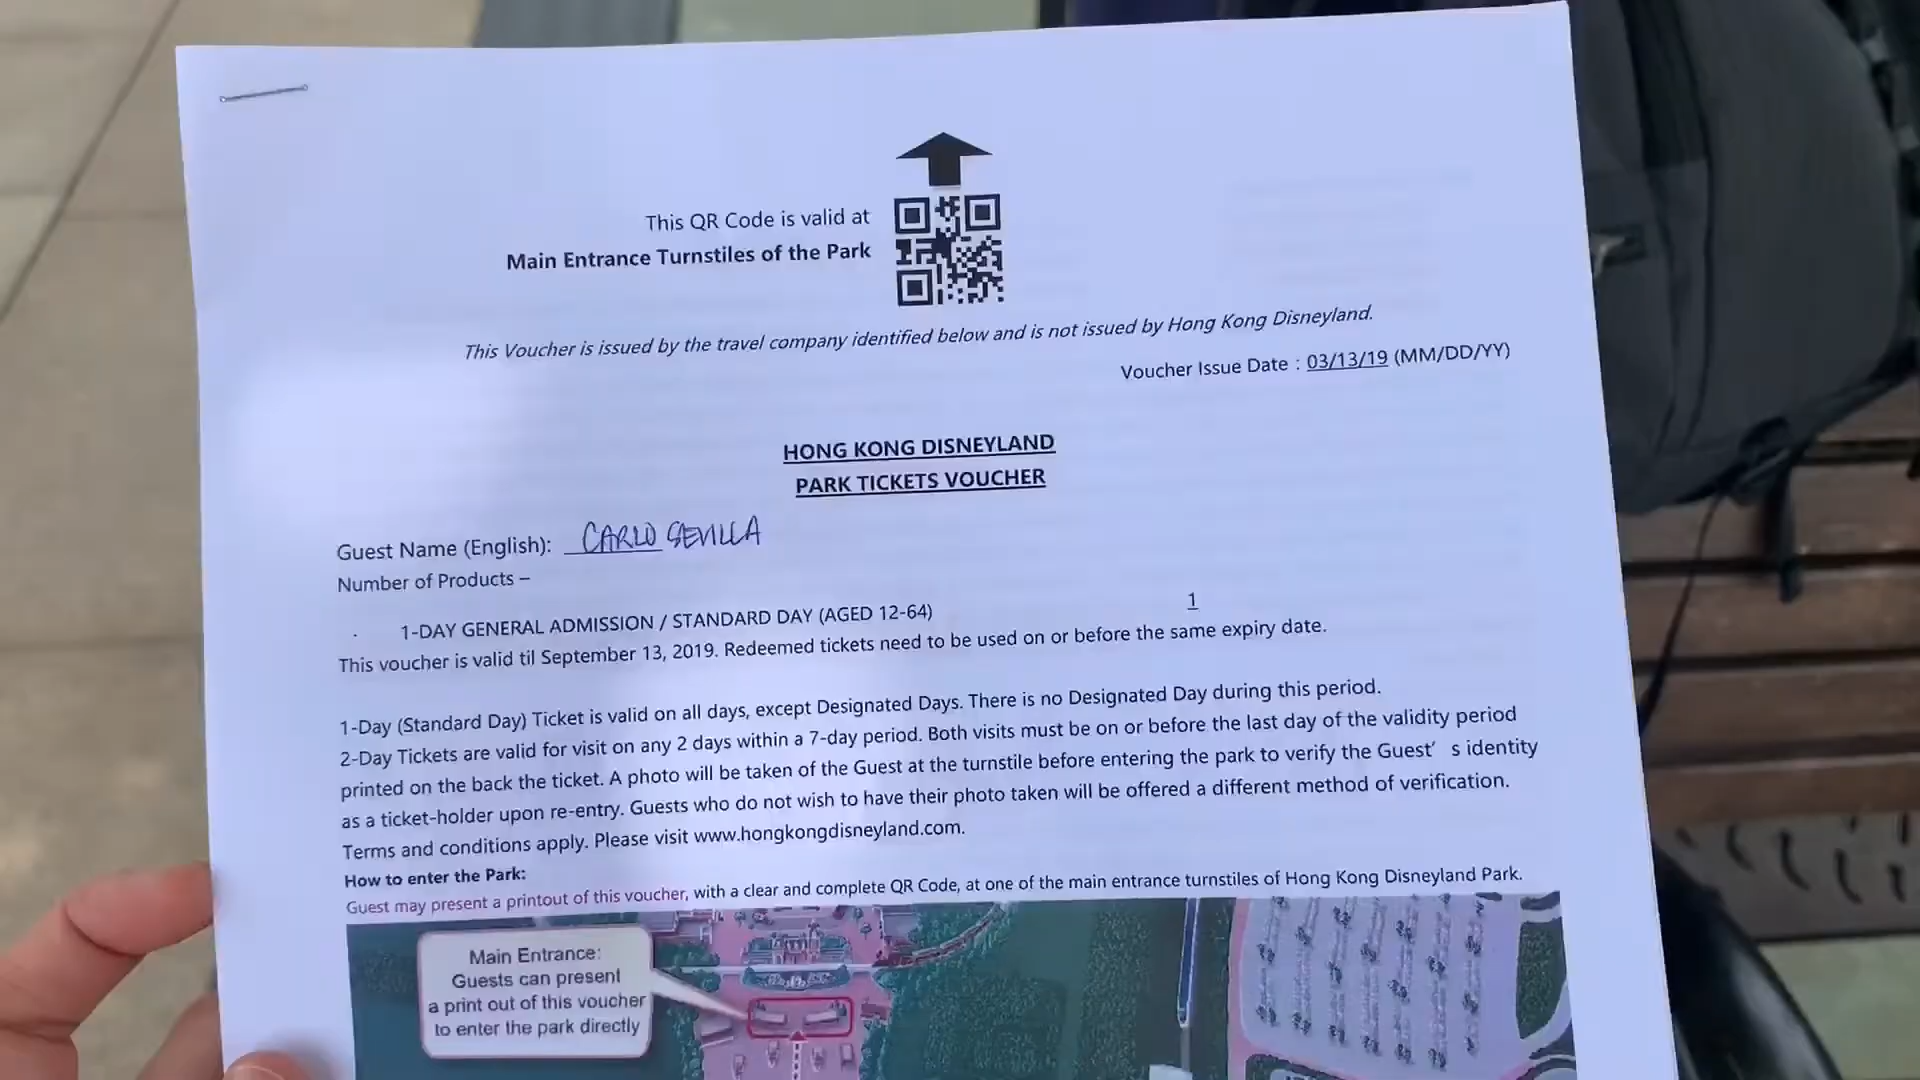 This QR Code is valid at
Main Entrance Turnstiles of the Park
This Voucher is issued by the travel company identified below and is not issued by Hong Kong Disneyland.
Voucher Issue Date : 03/13/19 (MM/DD/YY)
HONG KONG DISNEYLAND
PARK TICKETS VOUCHER
Guest Name (English): CARLO SEVILLA
Number of Products –
· 1-DAY GENERAL ADMISSION / STANDARD DAY (AGED 12-64) 1
This voucher is valid til September 13, 2019. Redeemed tickets need to be used on or before the same expiry date.
1-Day (Standard Day) Ticket is valid on all days, except Designated Days. There is no Designated Day during this period.
2-Day Tickets are valid for visit on any 2 days within a 7-day period. Both visits must be on or before the last day of the validity period
printed on the back the ticket. A photo will be taken of the Guest at the turnstile before entering the park to verify the Guest's identity
as a ticket-holder upon re-entry. Guests who do not wish to have their photo taken will be offered a different method of verification.
Terms and conditions apply. Please visit www.hongkongdisneyland.com.
How to enter the Park:
Guest may present a printout of this voucher, with a clear and complete QR Code, at one of the main entrance turnstiles of Hong Kong Disneyland Park.
Main Entrance:
Guests can present
a print out of this voucher
to enter the park directly